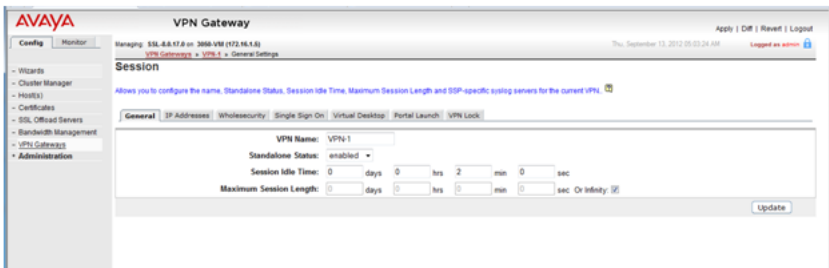 AVAYA
VPN Gateway
Apply | Diff | Revert | Logout
Config Monitor
Managing: SSL-8.0.17.0 on 3050-VM (172.16.1.5)
Thu, September 13, 2012 05:03:24 AM
Logged as admin
VPN Gateways » VPN-1 » General Settings
Session
Allows you to configure the name, Standalone Status, Session Idle Time, Maximum Session Length and SSP-specific syslog servers for the current VPN.
– Wizards
– Cluster Manager
– Host(s)
– Certificates
– SSL Offload Servers
– Bandwidth Management
– VPN Gateways
+ Administration
General IP Addresses Wholesecurity Single Sign On Virtual Desktop Portal Launch VPN Lock
VPN Name: VPN-1
Standalone Status: enabled
Session Idle Time: 0 days 0 hrs 2 min 0 sec
Maximum Session Length: 0 days 0 hrs 0 min 0 sec Or Infinity:
Update